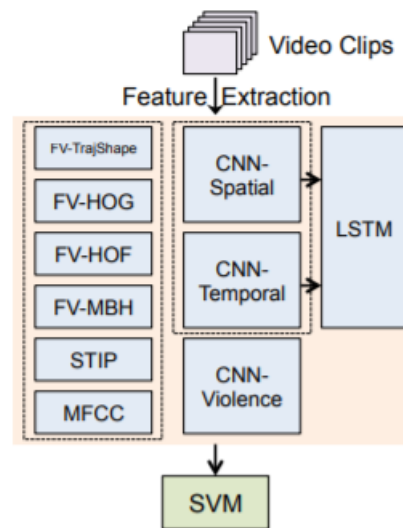 Video Clips
Feature Extraction
FV-TrajShape
FV-HOG
FV-HOF
FV-MBH
STIP
MFCC
CNN-
Spatial
CNN-
Temporal
CNN-
Violence
LSTM
SVM